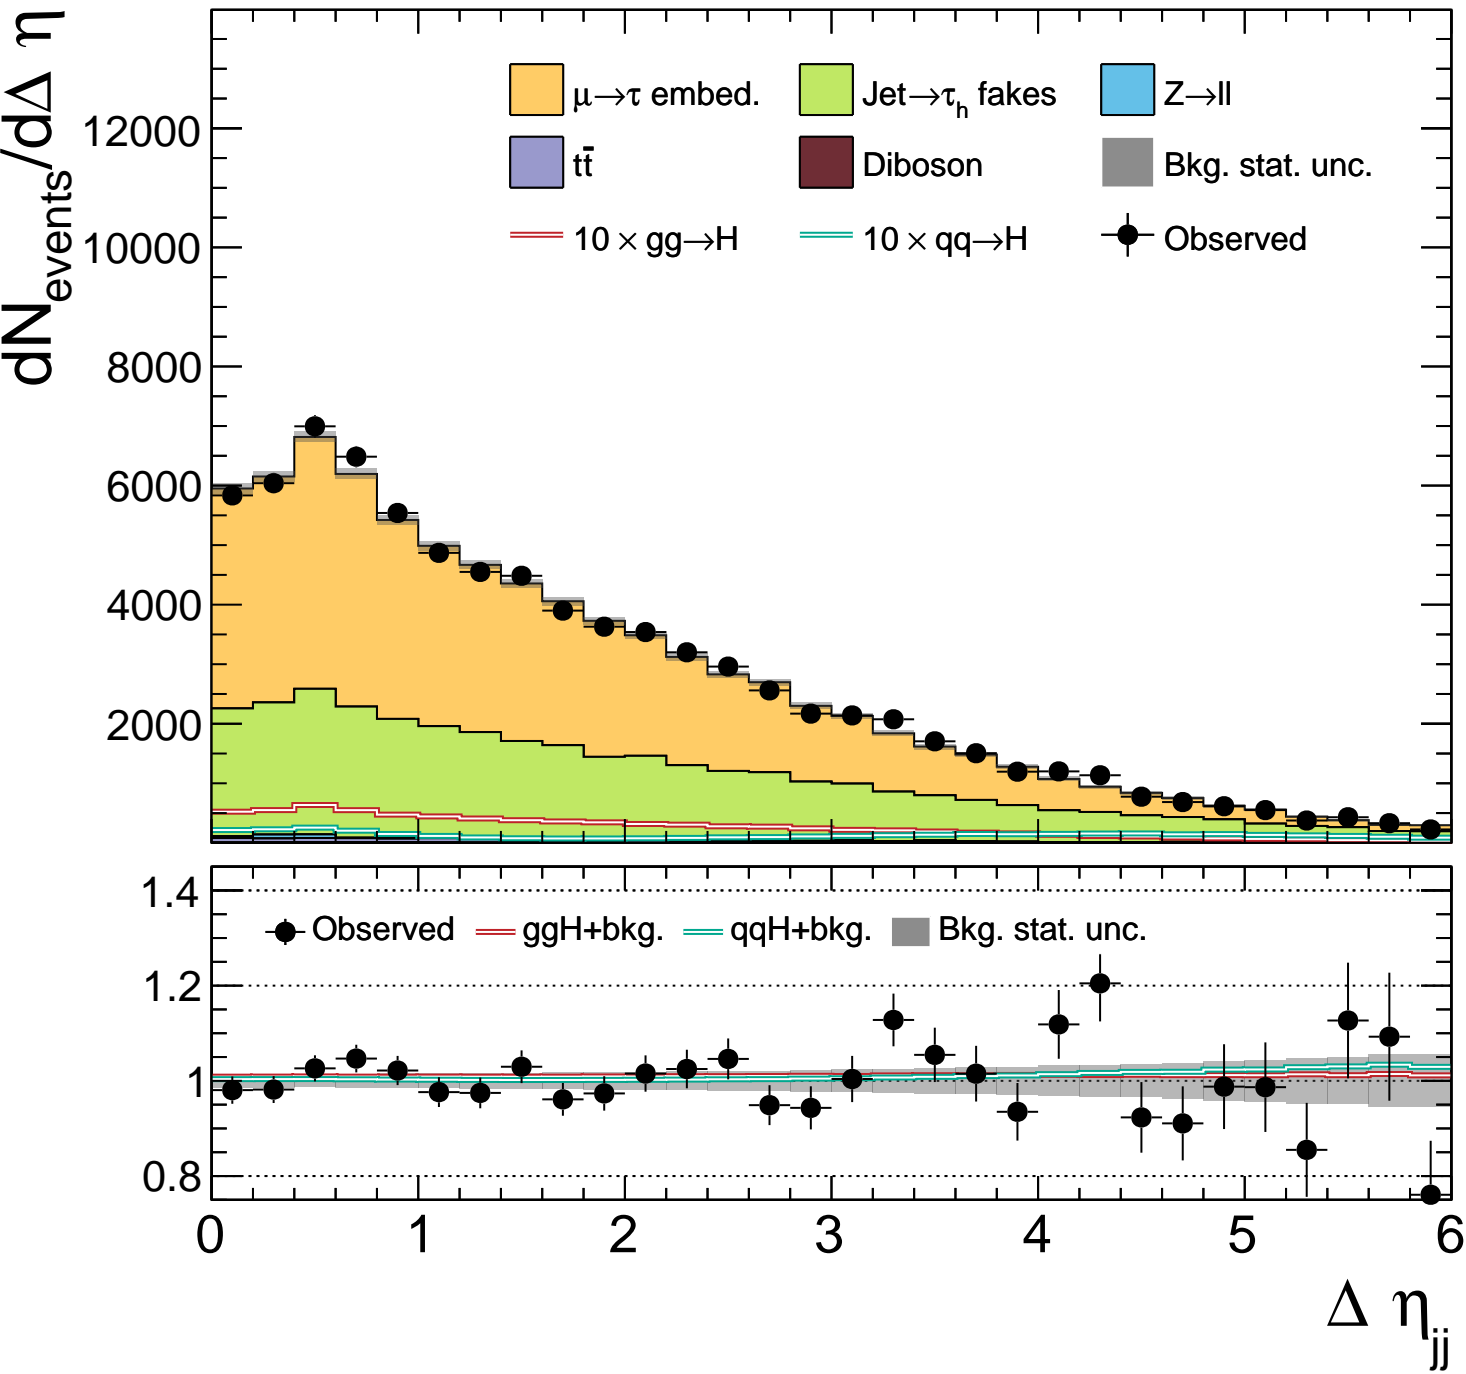 dN_events/dΔ η
μ→τ embed. Jet→τ_h fakes Z→ll
tt̄ Diboson Bkg. stat. unc.
10 × gg→H 10 × qq→H Observed
12000
10000
8000
6000
4000
2000
Observed ggH+bkg. qqH+bkg. Bkg. stat. unc.
1.4
1.2
1
0.8
0 1 2 3 4 5 6
Δ η_jj